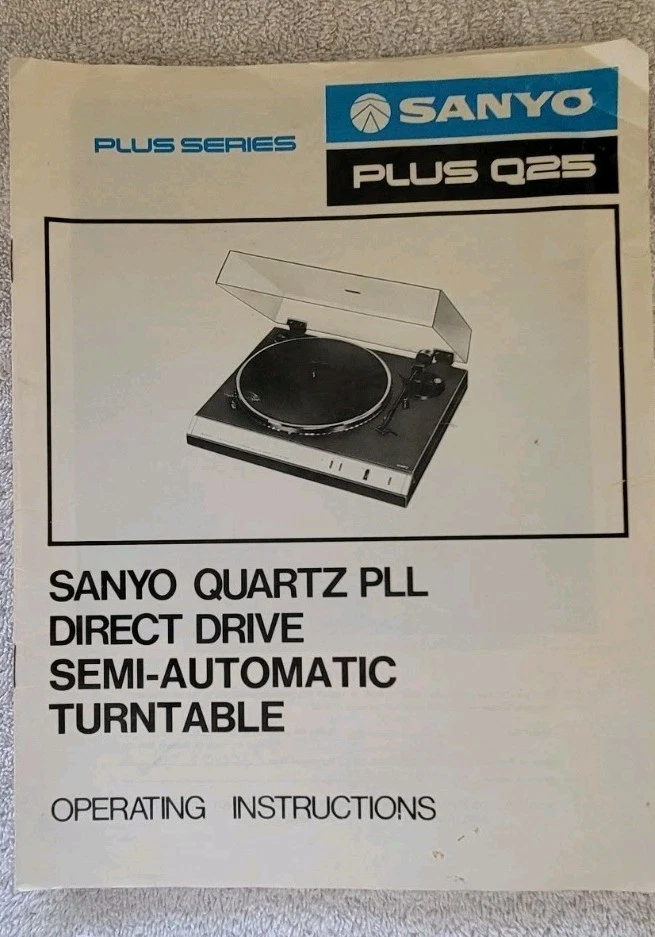 PLUS SERIES
SANYO
PLUS Q25
SANYO QUARTZ PLL
DIRECT DRIVE
SEMI-AUTOMATIC
TURNTABLE
OPERATING INSTRUCTIONS